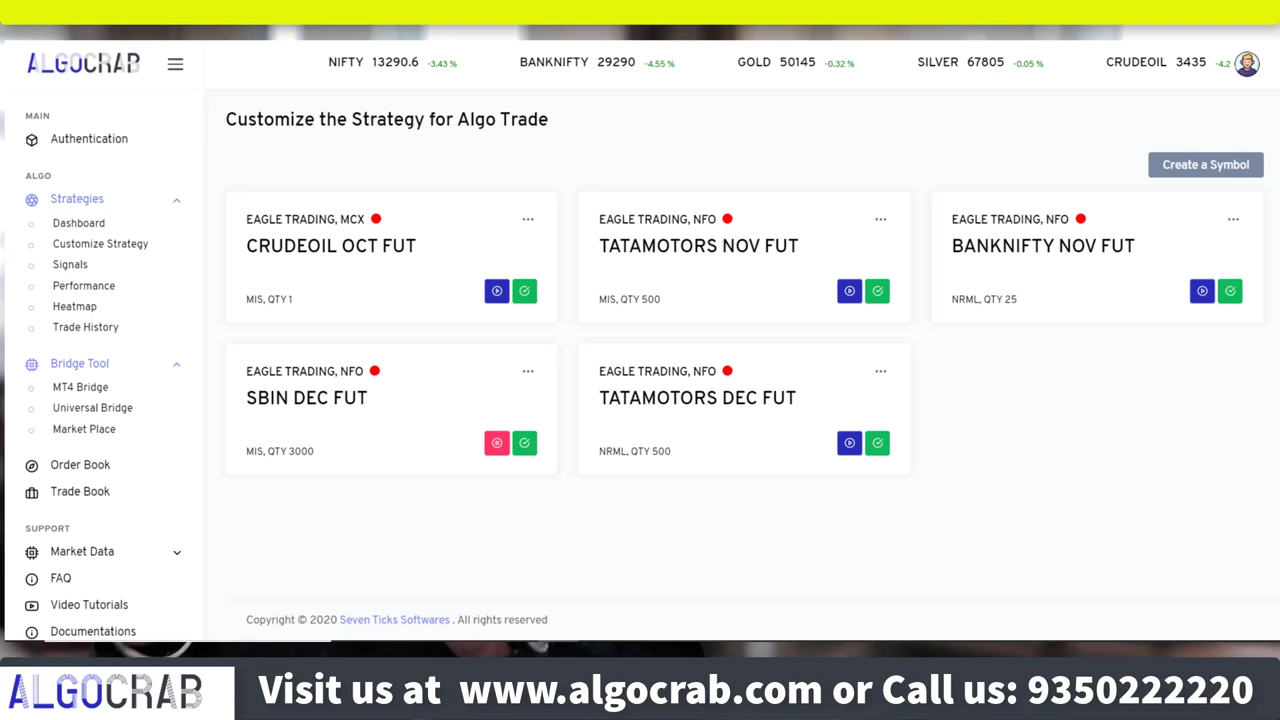 ALGOCRAB
NIFTY 13290.6 -3.43 % BANKNIFTY 29290 -4.55 % GOLD 50145 -0.32 % SILVER 67805 -0.05 % CRUDEOIL 3435 -4.2
MAIN
Authentication
ALGO
Strategies
Dashboard
Customize Strategy
Signals
Performance
Heatmap
Trade History
Bridge Tool
MT4 Bridge
Universal Bridge
Market Place
Order Book
Trade Book
SUPPORT
Market Data
FAQ
Video Tutorials
Documentations
Customize the Strategy for Algo Trade
Create a Symbol
EAGLE TRADING, MCX
CRUDEOIL OCT FUT
MIS, QTY 1
EAGLE TRADING, NFO
TATAMOTORS NOV FUT
MIS, QTY 500
EAGLE TRADING, NFO
BANKNIFTY NOV FUT
NRML, QTY 25
EAGLE TRADING, NFO
SBIN DEC FUT
MIS, QTY 3000
EAGLE TRADING, NFO
TATAMOTORS DEC FUT
NRML, QTY 500
Copyright © 2020 Seven Ticks Softwares . All rights reserved
ALGOCRAB
Visit us at www.algocrab.com or Call us: 9350222220